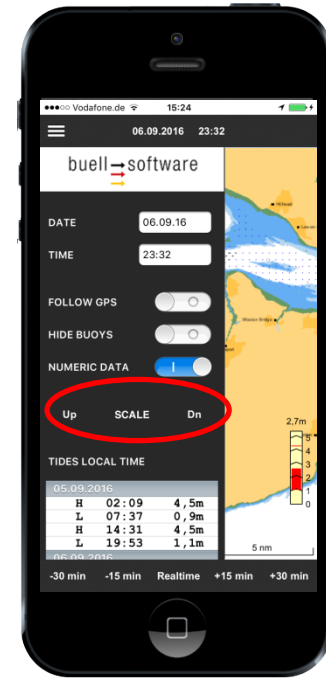 ●●●○○ Vodafone.de 15:24
06.09.2016 23:32
buell software
Hillhead
DATE 06.09.16
TIME 23:32
FOLLOW GPS
HIDE BUOYS
NUMERIC DATA
Up SCALE Dn
2,7m
5
4
3
2
1
0
TIDES LOCAL TIME
05.09.2016
H 02:09 4,5m
L 07:37 0,9m
H 14:31 4,5m
L 19:53 1,1m
06.09.2016
5 nm
-30 min -15 min Realtime +15 min +30 min